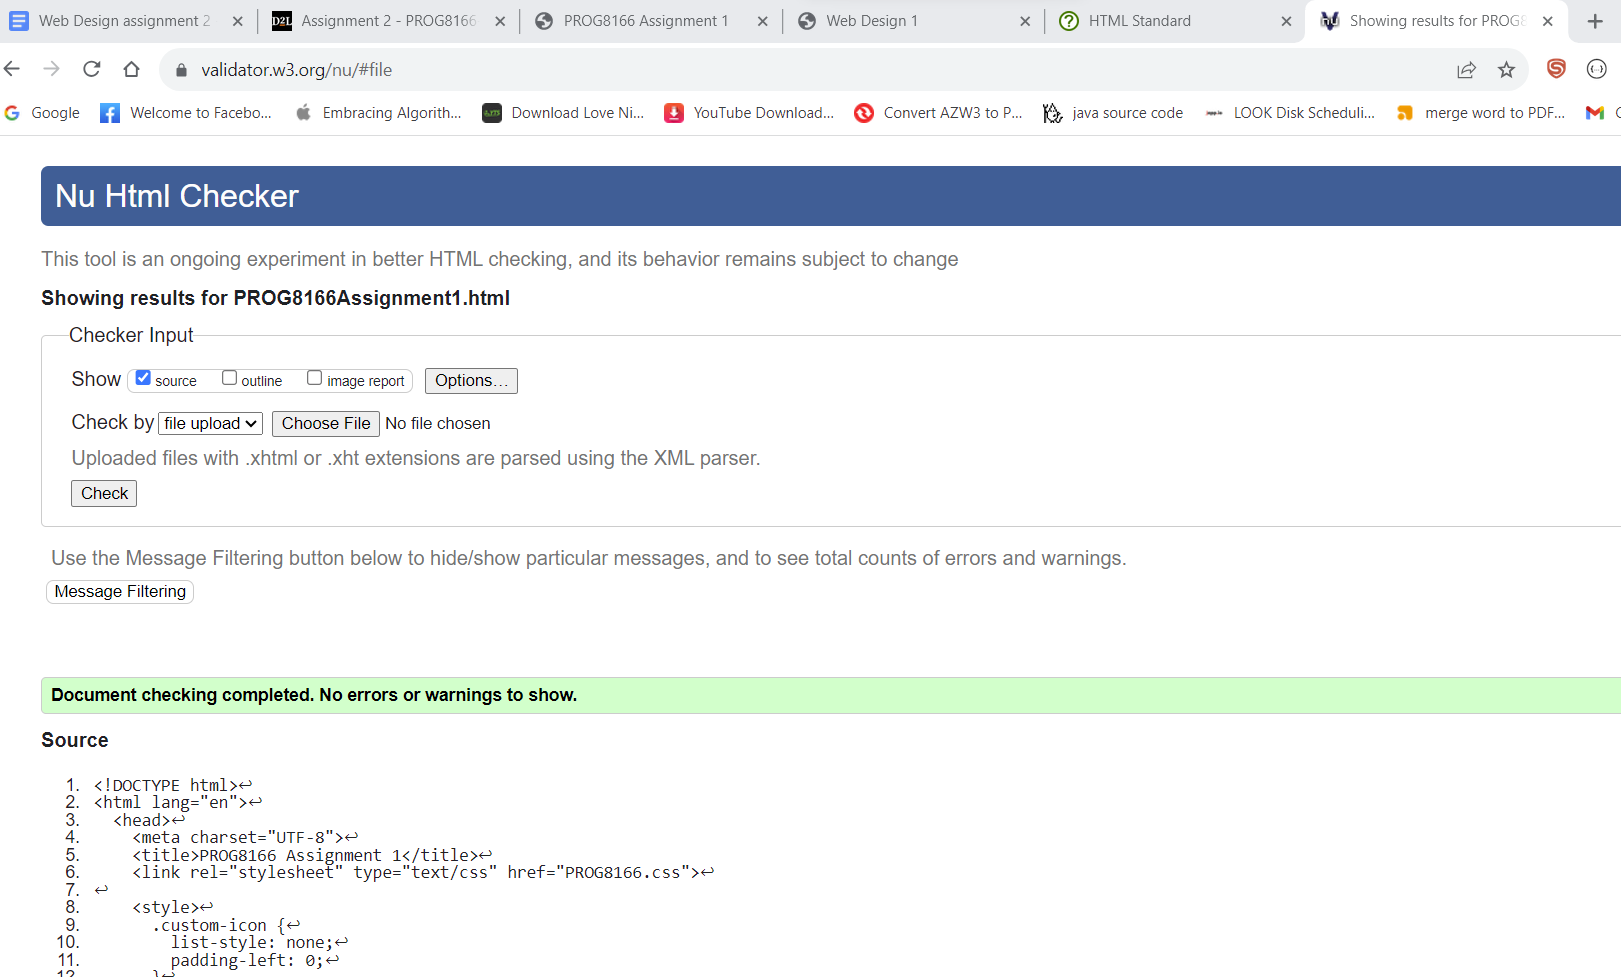 Web Design assignment 2
D2L Assignment 2 - PROG8166
PROG8166 Assignment 1
Web Design 1
HTML Standard
Showing results for PROG8
validator.w3.org/nu/#file
Google
Welcome to Facebo...
Embracing Algorith...
Download Love Ni...
YouTube Download...
Convert AZW3 to P...
java source code
LOOK Disk Scheduli...
merge word to PDF...
Nu Html Checker
This tool is an ongoing experiment in better HTML checking, and its behavior remains subject to change
Showing results for PROG8166Assignment1.html
Checker Input
Show source outline image report Options...
Check by file upload Choose File No file chosen
Uploaded files with .xhtml or .xht extensions are parsed using the XML parser.
Check
Use the Message Filtering button below to hide/show particular messages, and to see total counts of errors and warnings.
Message Filtering
Document checking completed. No errors or warnings to show.
Source
1. <!DOCTYPE html>↩
2. <html lang="en">↩
3. <head>↩
4. <meta charset="UTF-8">↩
5. <title>PROG8166 Assignment 1</title>↩
6. <link rel="stylesheet" type="text/css" href="PROG8166.css">↩
7. ↩
8. <style>↩
9. .custom-icon {↩
10. list-style: none;↩
11. padding-left: 0;↩
12. }↩